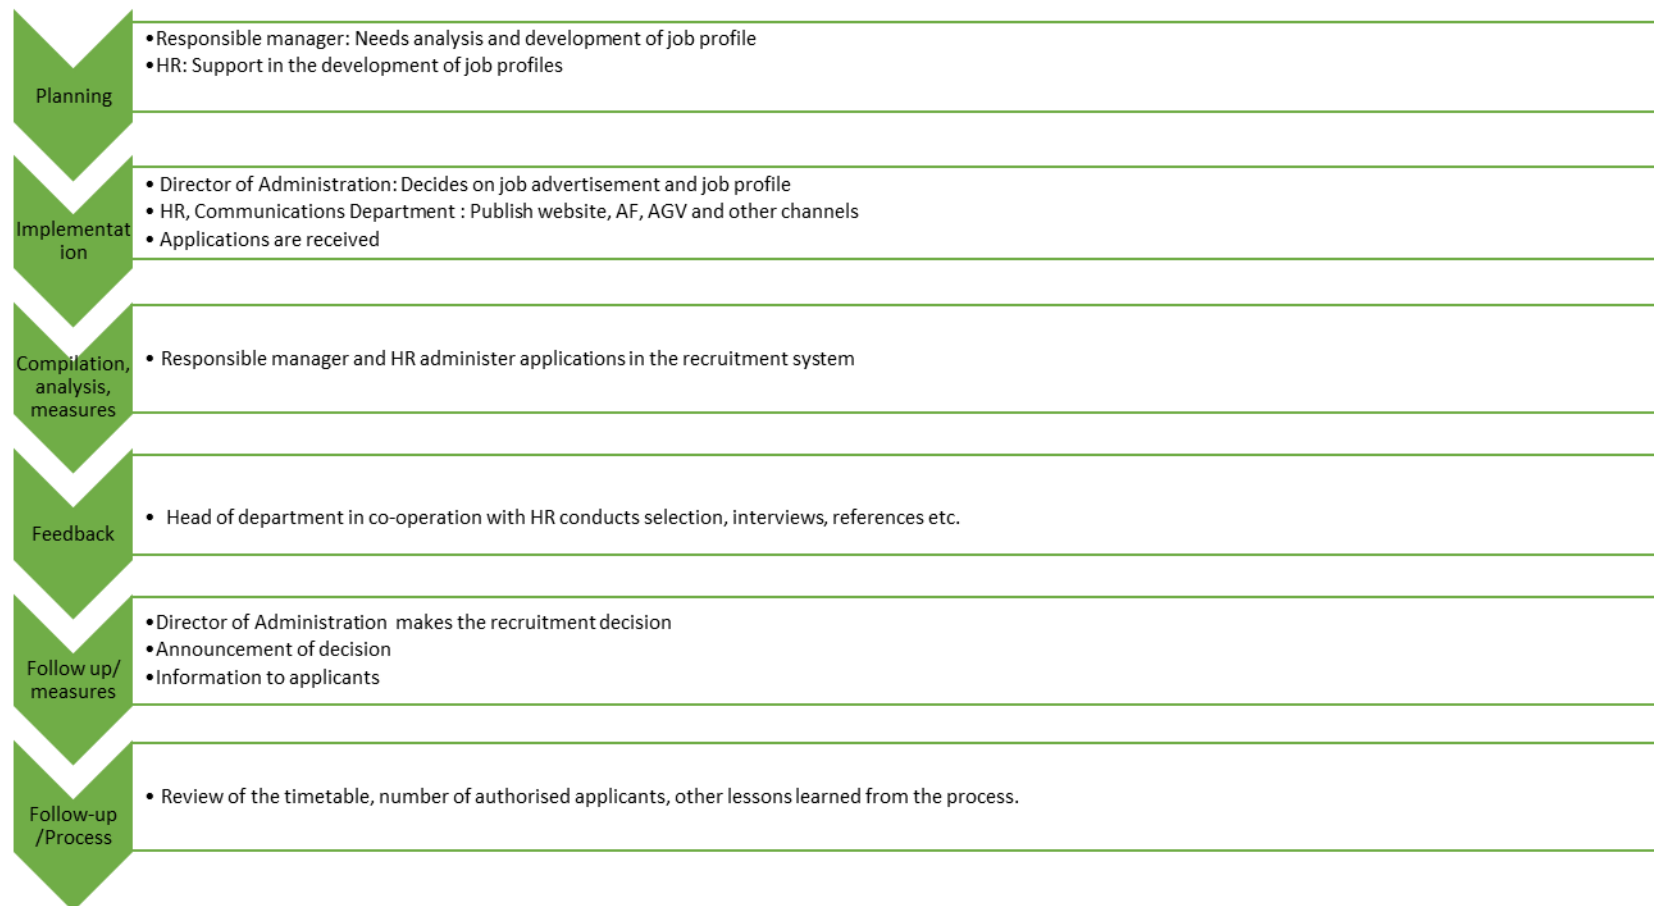 Planning
•Responsible manager: Needs analysis and development of job profile
•HR: Support in the development of job profiles
Implementat
ion
• Director of Administration: Decides on job advertisement and job profile
• HR, Communications Department : Publish website, AF, AGV and other channels
• Applications are received
Compilation,
analysis,
measures
• Responsible manager and HR administer applications in the recruitment system
Feedback
• Head of department in co-operation with HR conducts selection, interviews, references etc.
Follow up/
measures
•Director of Administration makes the recruitment decision
•Announcement of decision
•Information to applicants
Follow-up
/Process
• Review of the timetable, number of authorised applicants, other lessons learned from the process.